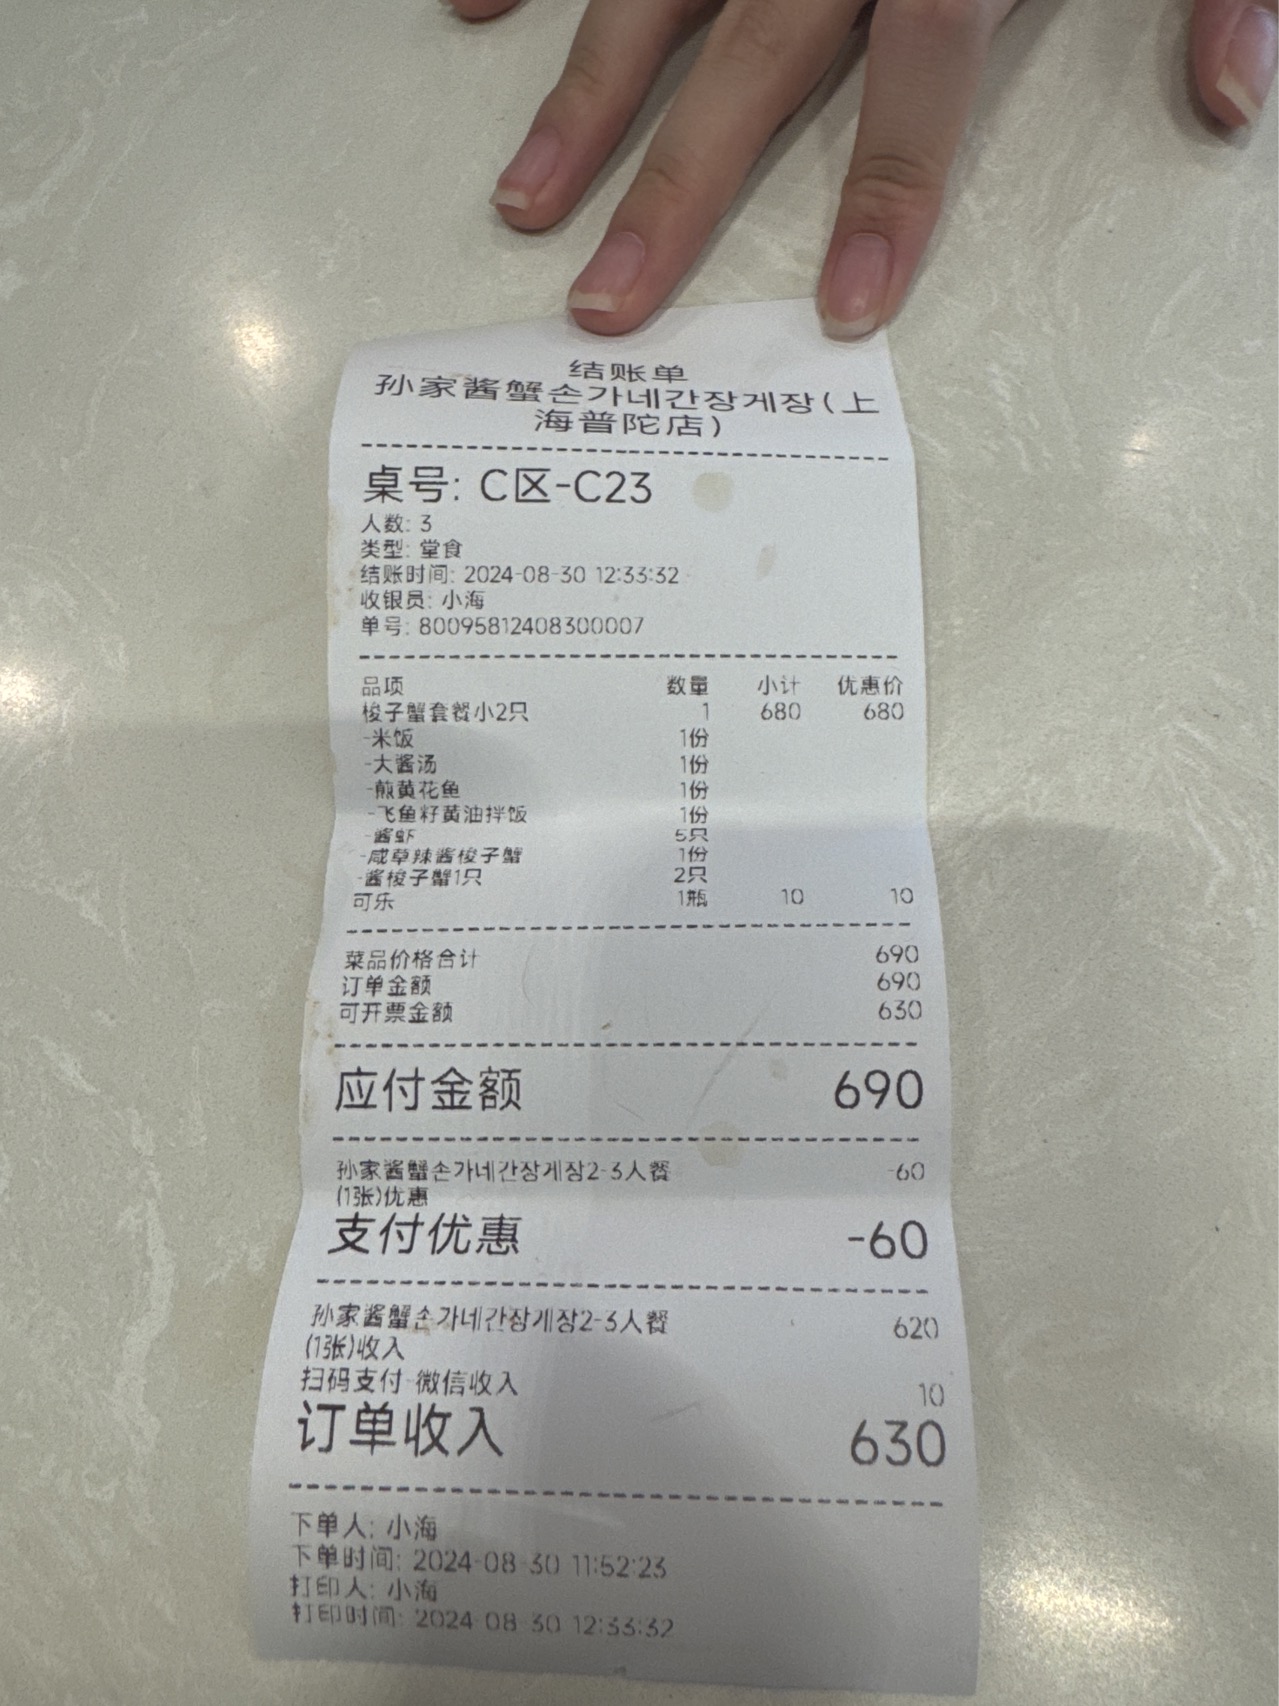 结账单
孙家酱蟹손가네간장게장(上
海普陀店)
桌号: C区-C23
人数: 3
类型: 堂食
结账时间: 2024-08-30 12:33:32
收银员: 小海
单号: 80095812408300007
品项 数量 小计 优惠价
梭子蟹套餐小2只 1 680 680
-米饭 1份
-大酱汤 1份
-煎黄花鱼 1份
-飞鱼籽黄油拌饭 1份
-酱虾 5只
-咸草辣酱梭子蟹 1份
-酱梭子蟹1只 2只
可乐 1瓶 10 10
菜品价格合计 690
订单金额 690
可开票金额 630
应付金额 690
孙家酱蟹손가네간장게장2-3人餐 -60
(1张)优惠
支付优惠 -60
孙家酱蟹손가네간장게장2-3人餐 620
(1张)收入
扫码支付-微信收入 10
订单收入 630
下单人: 小海
下单时间: 2024-08-30 11:52:23
打印人: 小海
打印时间: 2024-08-30 12:33:32